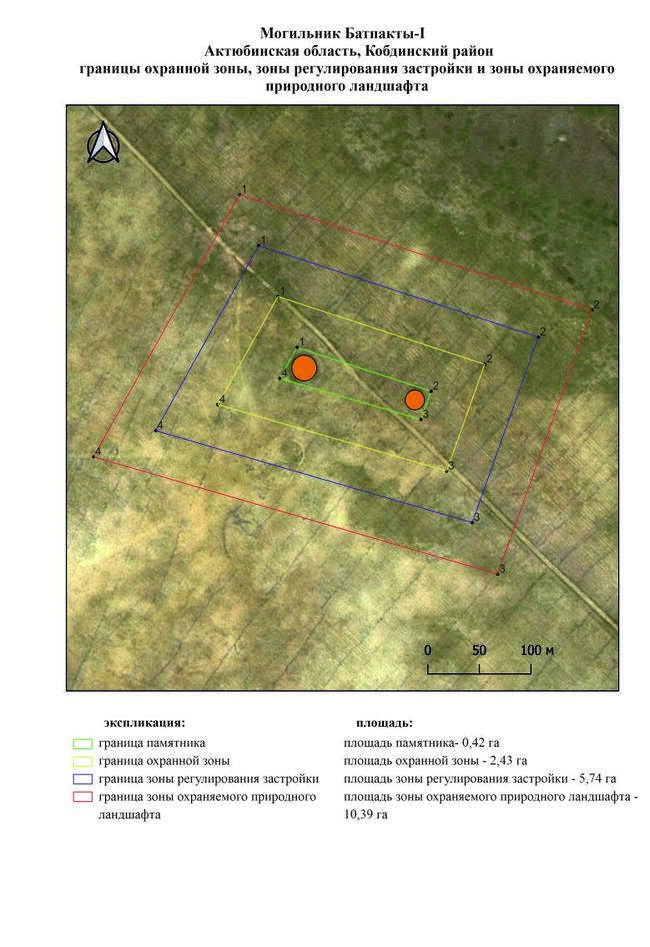 Могильник Батпакты-I
Актюбинская область, Кобдинский район
границы охранной зоны, зоны регулирования застройки и зоны охраняемого
природного ландшафта
1
1
2
1
2
1
2
2
4
3
4
3
4
4
3
3
0 50 100 м
экспликация: площадь:
граница памятника площадь памятника- 0,42 га
граница охранной зоны площадь охранной зоны - 2,43 га
граница зоны регулирования застройки площадь зоны регулирования застройки - 5,74 га
граница зоны охраняемого природного площадь зоны охраняемого природного ландшафта -
ландшафта 10,39 га